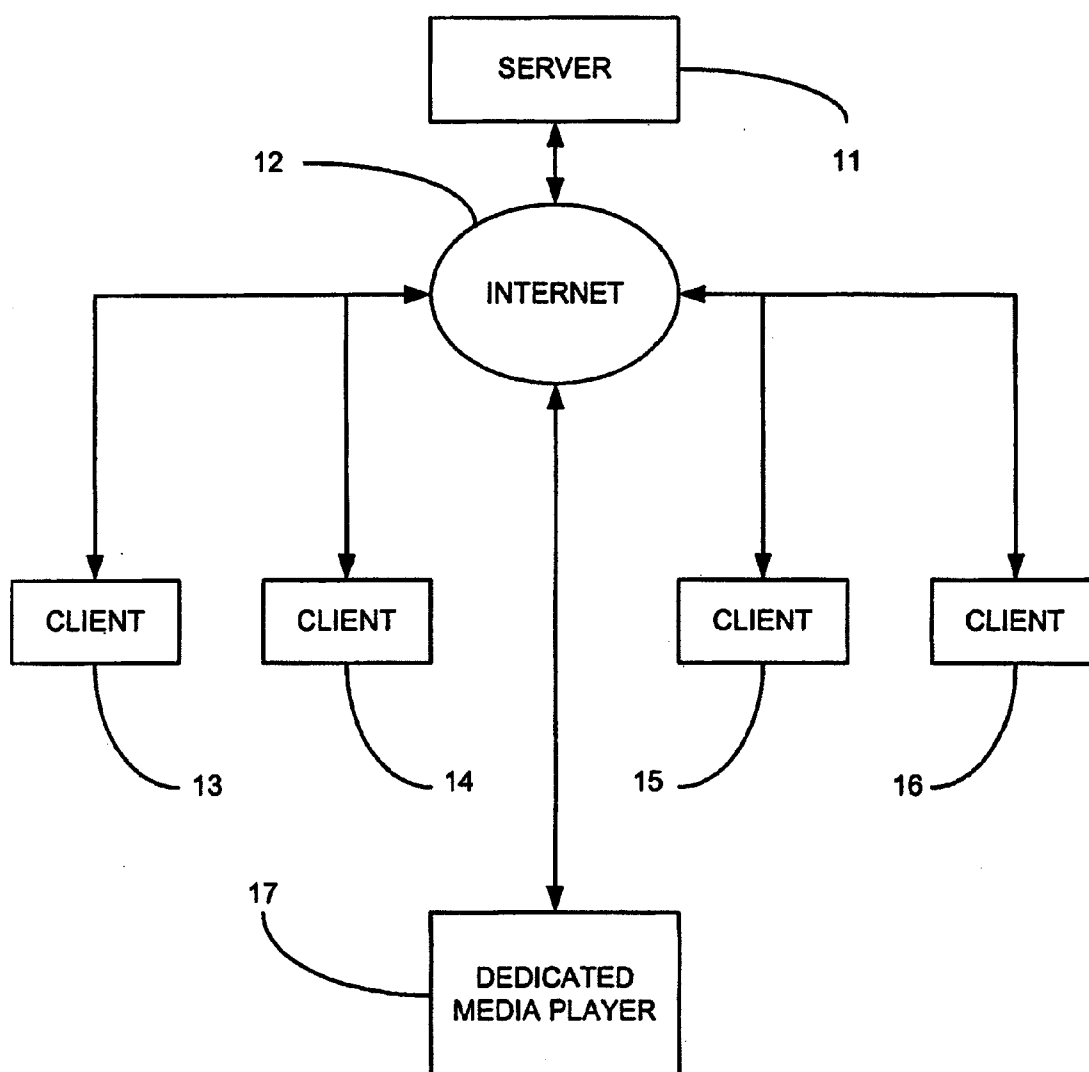 SERVER
11
12
INTERNET
CLIENT
CLIENT
CLIENT
CLIENT
13
14
15
16
17
DEDICATED
MEDIA PLAYER